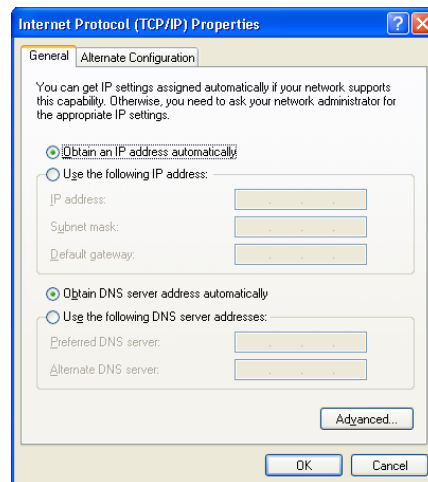 Internet Protocol (TCP/IP) Properties
General
Alternate Configuration
You can get IP settings assigned automatically if your network supports
this capability. Otherwise, you need to ask your network administrator for
the appropriate IP settings.
Obtain an IP address automatically
Use the following IP address:
IP address:
Subnet mask:
Default gateway:
Obtain DNS server address automatically
Use the following DNS server addresses:
Preferred DNS server:
Alternate DNS server:
Advanced...
OK
Cancel